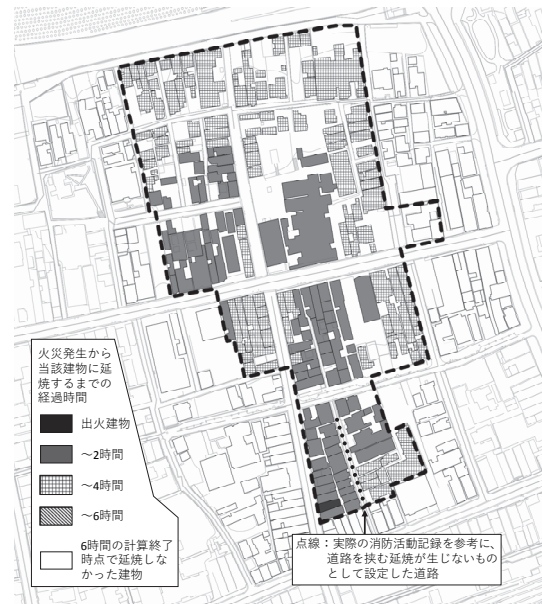 火災発生から
当該建物に延
焼するまでの
経過時間
出火建物
～2時間
～4時間
～6時間
6時間の計算終了
時点で延焼しな
かった建物
点線：実際の消防活動記録を参考に、
道路を挟む延焼が生じないもの
として設定した道路